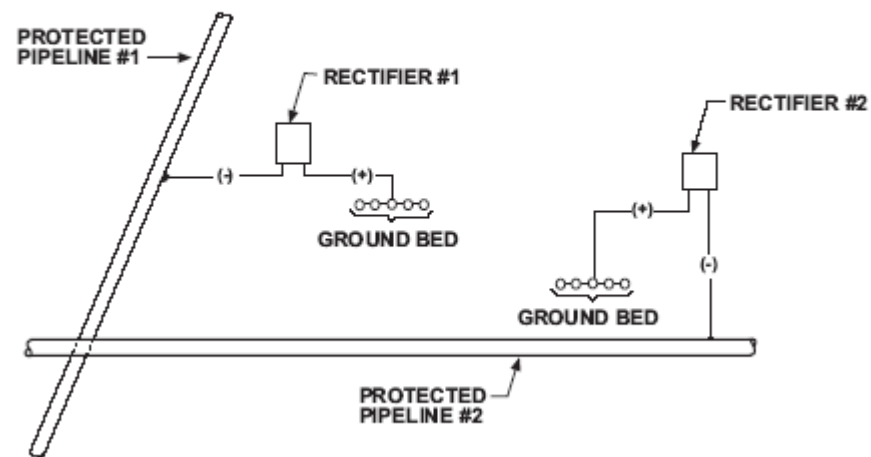 PROTECTED
PIPELINE #1
RECTIFIER #1
RECTIFIER #2
(-)
(+)
(+)
GROUND BED
(-)
GROUND BED
PROTECTED
PIPELINE #2